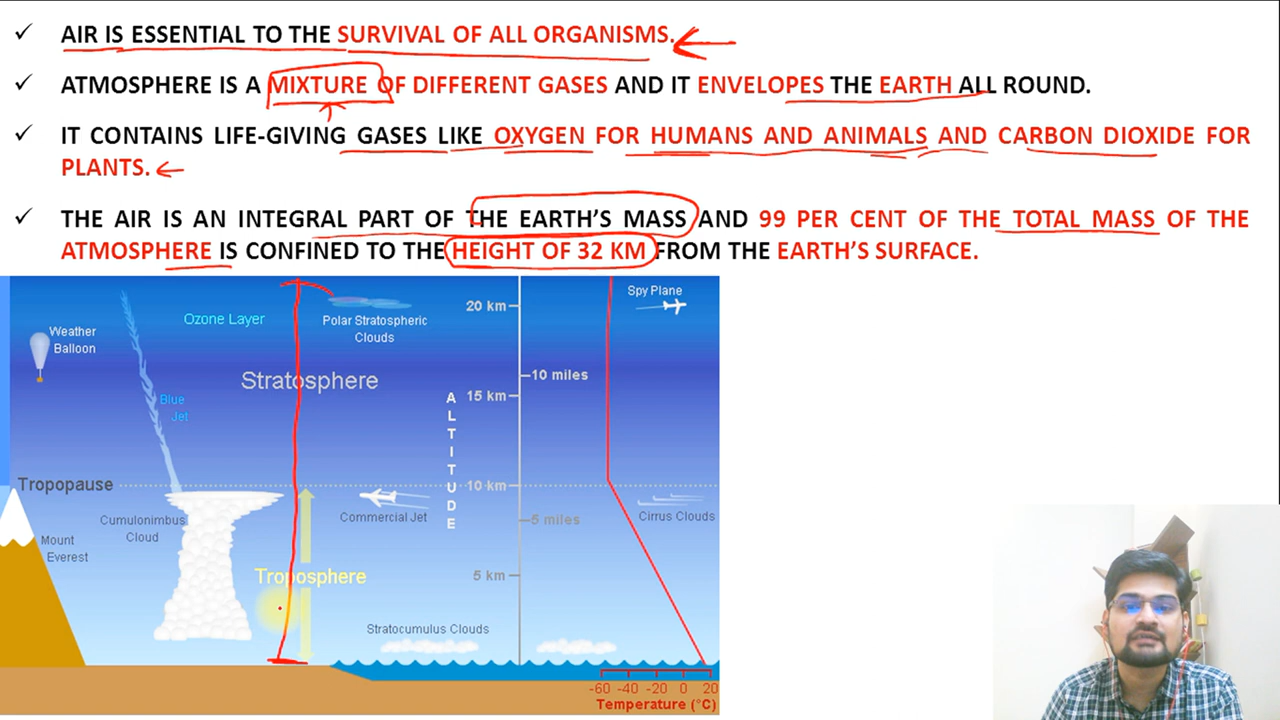 ✓ AIR IS ESSENTIAL TO THE SURVIVAL OF ALL ORGANISMS.
✓ ATMOSPHERE IS A MIXTURE OF DIFFERENT GASES AND IT ENVELOPES THE EARTH ALL ROUND.
✓ IT CONTAINS LIFE-GIVING GASES LIKE OXYGEN FOR HUMANS AND ANIMALS AND CARBON DIOXIDE FOR
PLANTS.
✓ THE AIR IS AN INTEGRAL PART OF THE EARTH'S MASS AND 99 PER CENT OF THE TOTAL MASS OF THE
ATMOSPHERE IS CONFINED TO THE HEIGHT OF 32 KM FROM THE EARTH'S SURFACE.
Spy Plane
20 km
Ozone Layer
Polar Stratospheric
Clouds
Weather
Balloon
10 miles
Stratosphere
15 km
ALTITUDE
Blue
Jet
Tropopause
10 km
Commercial Jet
Cirrus Clouds
Cumulonimbus
Cloud
5 miles
Mount
Everest
Troposphere
5 km
Stratocumulus Clouds
-60 -40 -20 0 20
Temperature (°C)